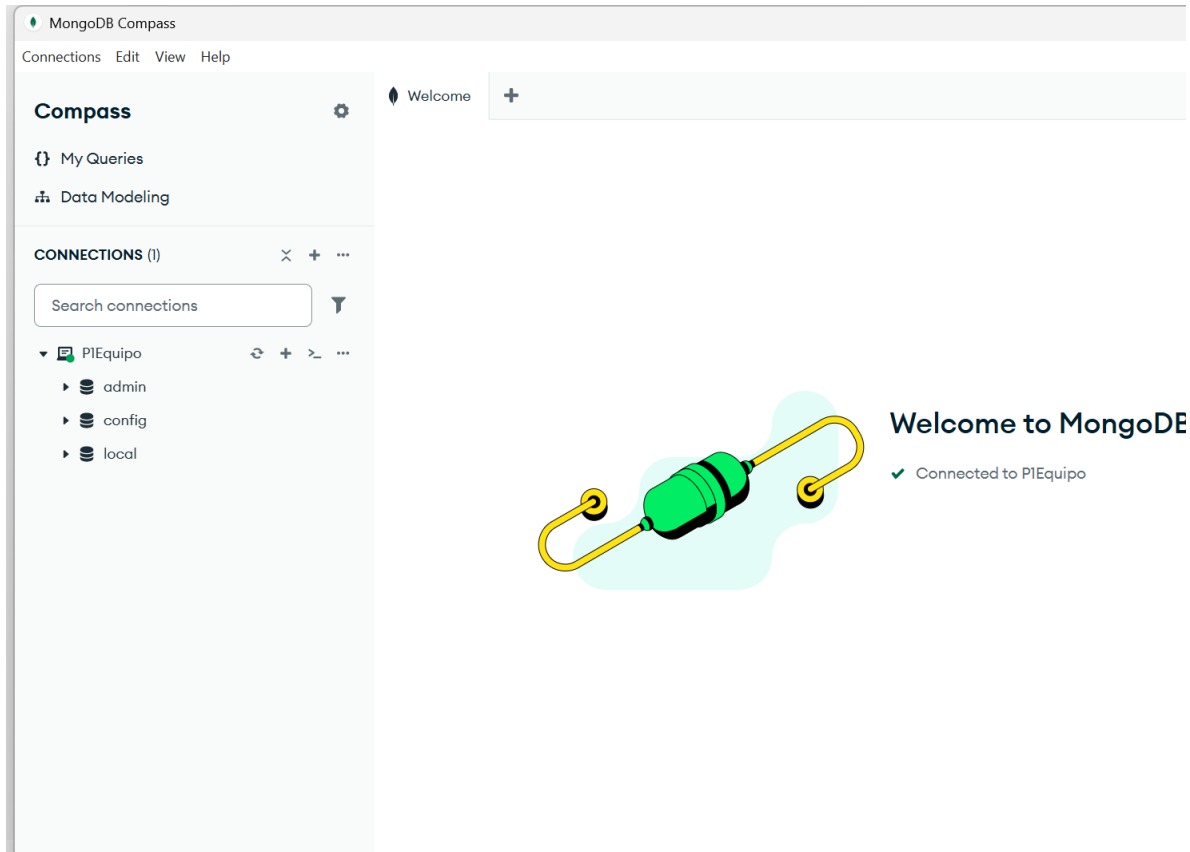 MongoDB Compass
Connections Edit View Help
Compass
My Queries
Data Modeling
CONNECTIONS (1)
Search connections
P1Equipo
admin
config
local
Welcome
Welcome to MongoDB
Connected to P1Equipo